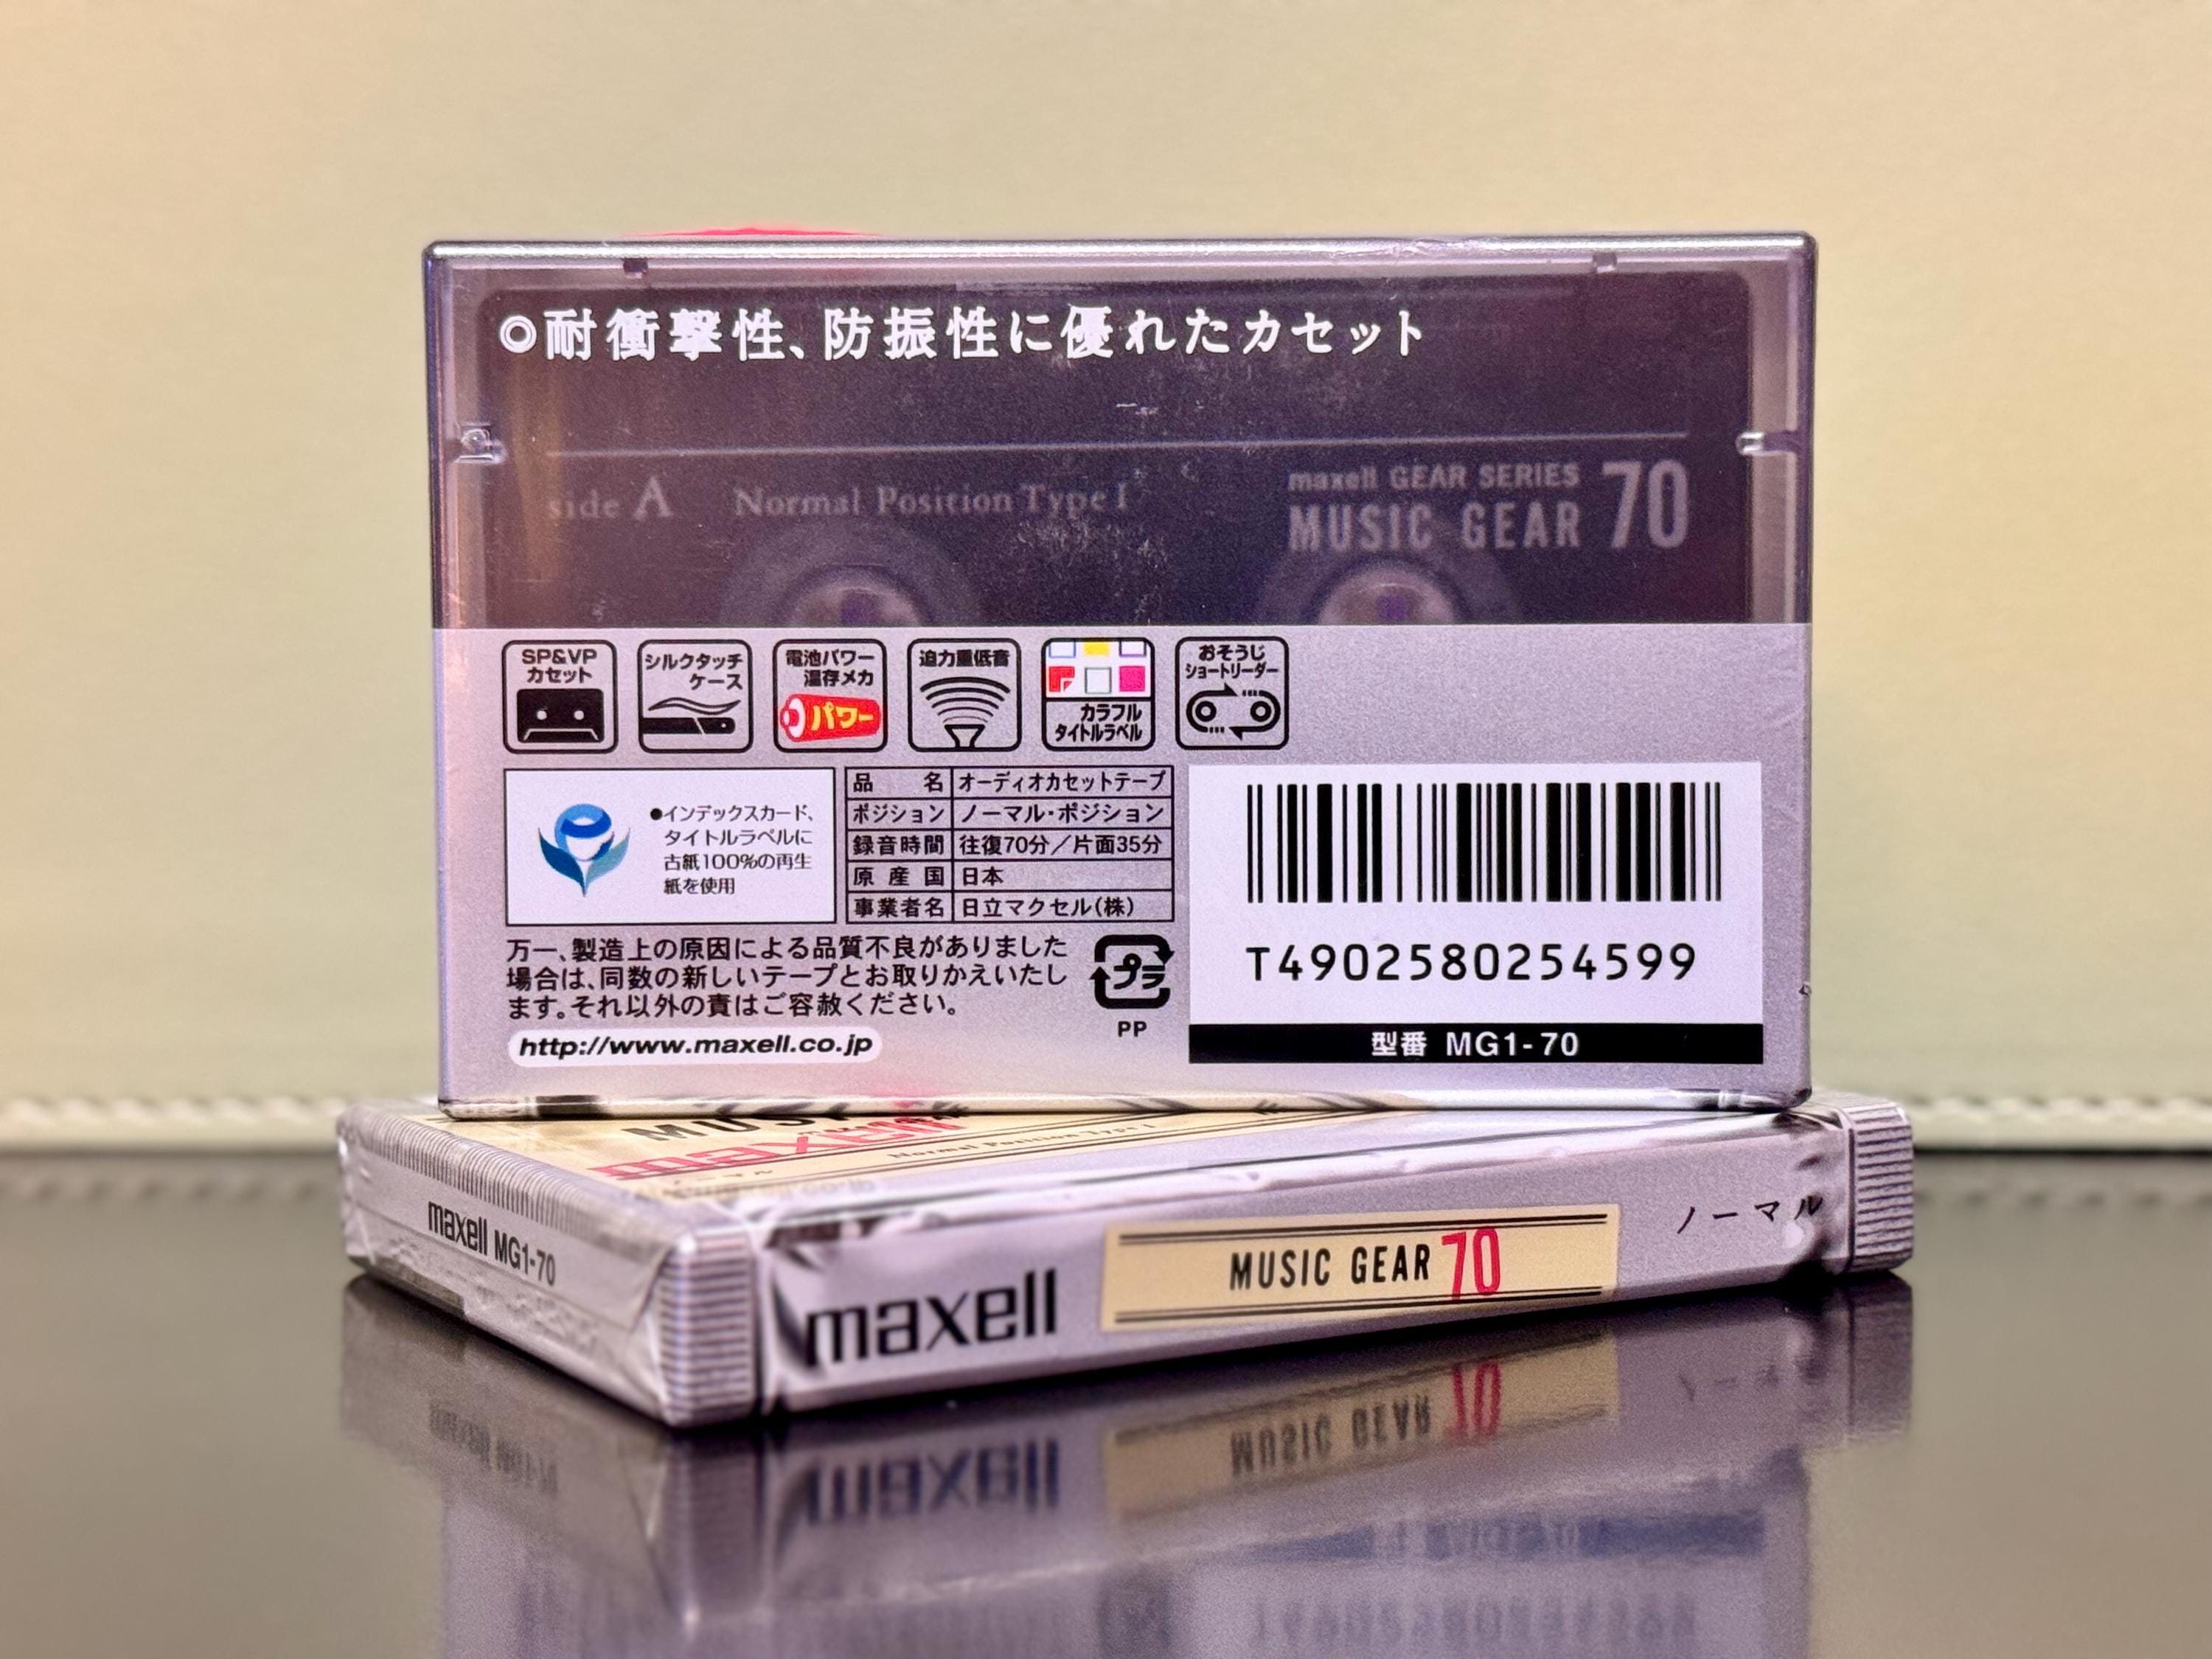 ◎耐衝撃性、防振性に優れたカセット
side A Normal Position Type I
maxell GEAR SERIES
MUSIC GEAR 70
SP&VP
カセット
シルクタッチ
ケース
電池パワー
温存メカ
パワー
迫力重低音
カラフル
タイトルラベル
おそうじ
ショートリーダー
●インデックスカード、
タイトルラベルに
古紙100%の再生
紙を使用
品名 オーディオカセットテープ
ポジション ノーマル・ポジション
録音時間 往復70分/片面35分
原産国 日本
事業者名 日立マクセル(株)
万一、製造上の原因による品質不良がありました
場合は、同数の新しいテープとお取りかえいたし
ます。それ以外の責はご容赦ください。
プラ
PP
http://www.maxell.co.jp
T4902580254599
型番 MG1-70
maxell
Normal Position Type I
maxell MG1-70
maxell
MUSIC GEAR 70
ノーマル